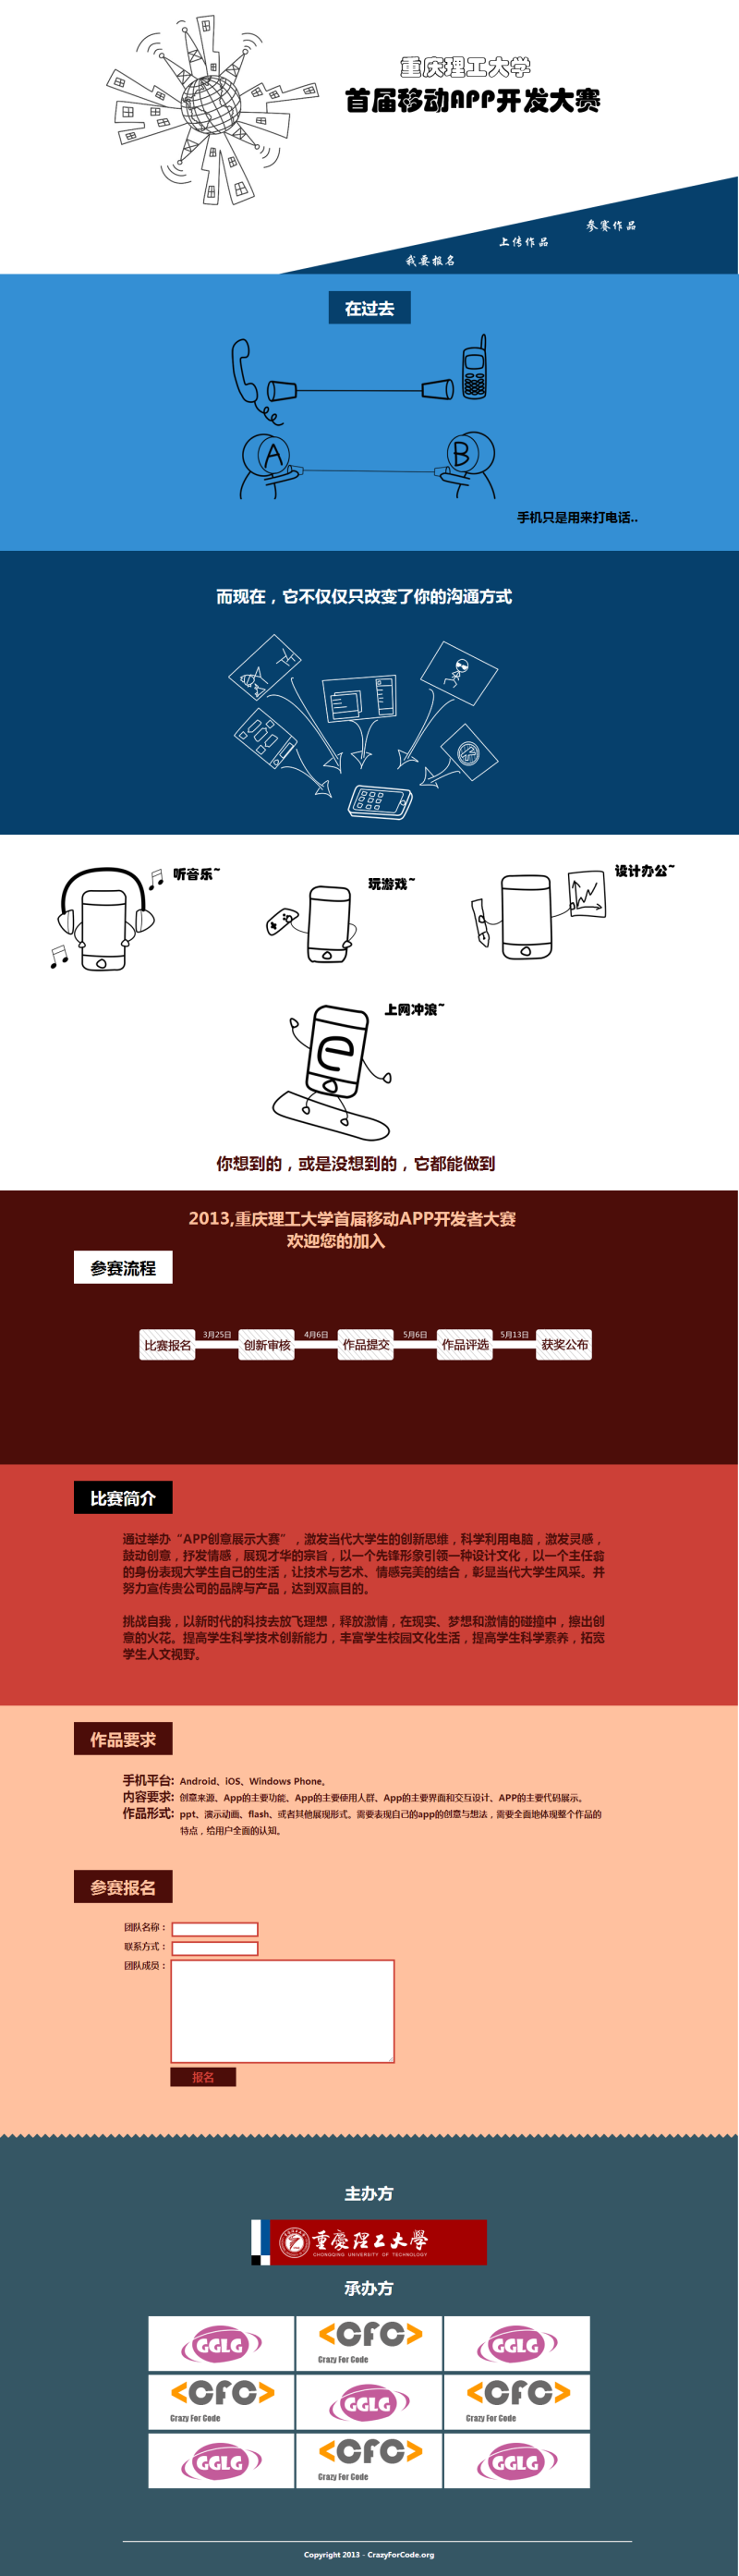 重庆理工大学
首届移动APP开发大赛
参赛作品
上传作品
我要报名
在过去
A
B
手机只是用来打电话..
而现在，它不仅仅只改变了你的沟通方式
听音乐~
玩游戏~
设计办公~
上网冲浪~
e
你想到的，或是没想到的，它都能做到
2013,重庆理工大学首届移动APP开发者大赛
欢迎您的加入
参赛流程
比赛报名 3月25日 创新审核 4月6日 作品提交 5月6日 作品评选 5月13日 获奖公布
比赛简介
通过举办“APP创意展示大赛”，激发当代大学生的创新思维，科学利用电脑，激发灵感，
鼓动创意，抒发情感，展现才华的宗旨，以一个先锋形象引领一种设计文化，以一个主任翕
的身份表现大学生自己的生活，让技术与艺术、情感完美的结合，彰显当代大学生风采。并
努力宣传贵公司的品牌与产品，达到双赢目的。
挑战自我，以新时代的科技去放飞理想，释放激情，在现实、梦想和激情的碰撞中，擦出创
意的火花。提高学生科学技术创新能力，丰富学生校园文化生活，提高学生科学素养，拓宽
学生人文视野。
作品要求
手机平台: Android、iOS、Windows Phone。
内容要求: 创意来源、App的主要功能、App的主要使用人群、App的主要界面和交互设计、APP的主要代码展示。
作品形式: ppt、演示动画、flash、或者其他展现形式。需要表现自己的app的创意与想法，需要全面地体现整个作品的
特点，给用户全面的认知。
参赛报名
团队名称：
联系方式：
团队成员：
报名
主办方
重慶理工大學
CHONGQING UNIVERSITY OF TECHNOLOGY
承办方
GGLG <CFC> GGLG
Crazy For Code
<CFC> GGLG <CFC>
Crazy For Code Crazy For Code
GGLG <CFC> GGLG
Crazy For Code
Copyright 2013 - CrazyForCode.org